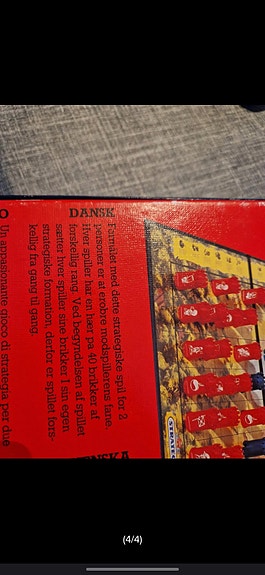 DANSK
Formålet med dette strategiske spil for 2
personer er at erobre modspillerens fane.
Hver spiller har en hær på 40 brikker af
forskellig rang. Ved begyndelsen af spillet
sætter hver spiller sine brikker I sin egen
strategiske formation, derfor er spillet fors-
kellig fra gang til gang.
O
Un appasionante gioco di strategia per due
(4/4)